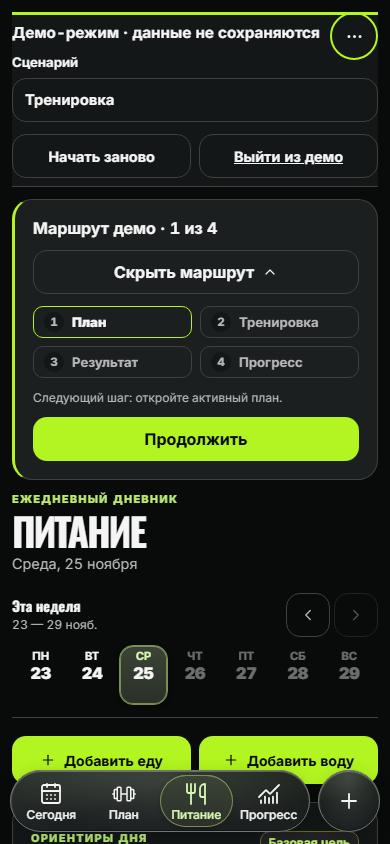 Демо-режим · данные не сохраняются
Сценарий
Тренировка
Начать заново
Выйти из демо
Маршрут демо · 1 из 4
Скрыть маршрут
1 План
2 Тренировка
3 Результат
4 Прогресс
Следующий шаг: откройте активный план.
Продолжить
ЕЖЕДНЕВНЫЙ ДНЕВНИК
ПИТАНИЕ
Среда, 25 ноября
Эта неделя
23 — 29 нояб.
ПН ВТ СР ЧТ ПТ СБ ВС
23 24 25 26 27 28 29
+ Добавить еду
+ Добавить воду
Сегодня План Питание Прогресс
ОРИЕНТИРЫ ДНЯ
Базовая цель